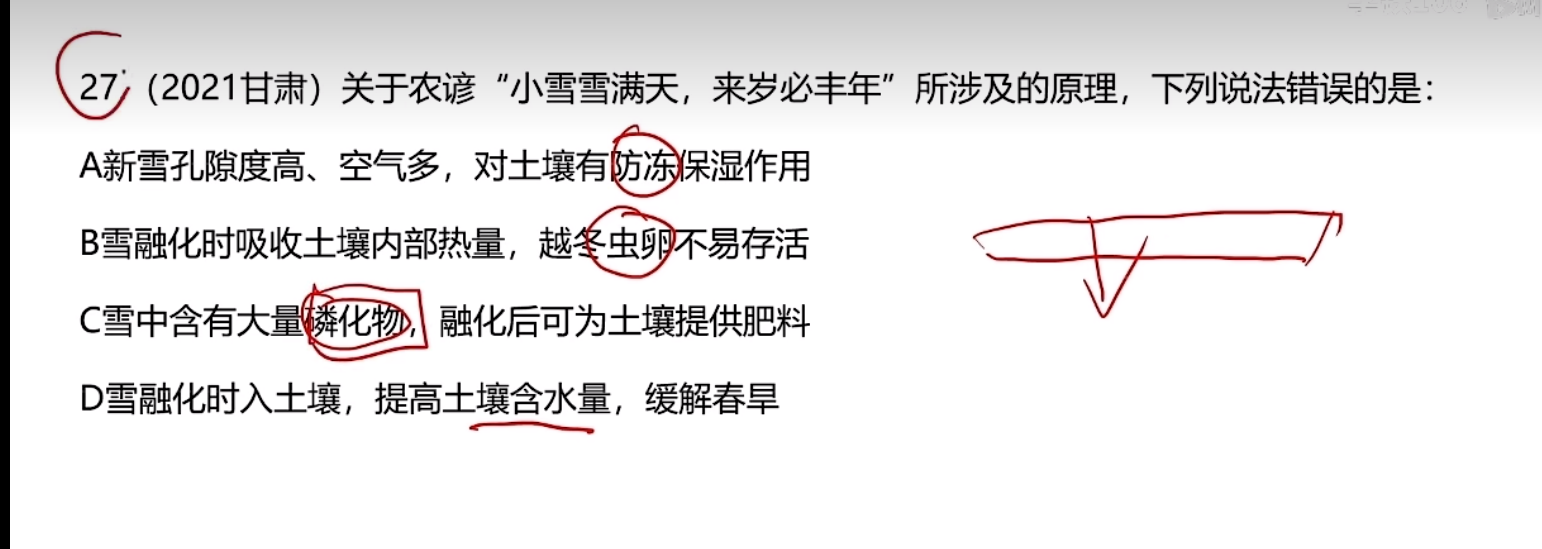 27,（2021甘肃）关于农谚“小雪雪满天，来岁必丰年”所涉及的原理，下列说法错误的是：
A新雪孔隙度高、空气多，对土壤有防冻保湿作用
B雪融化时吸收土壤内部热量，越冬虫卵不易存活
C雪中含有大量磷化物，融化后可为土壤提供肥料
D雪融化时入土壤，提高土壤含水量，缓解春旱